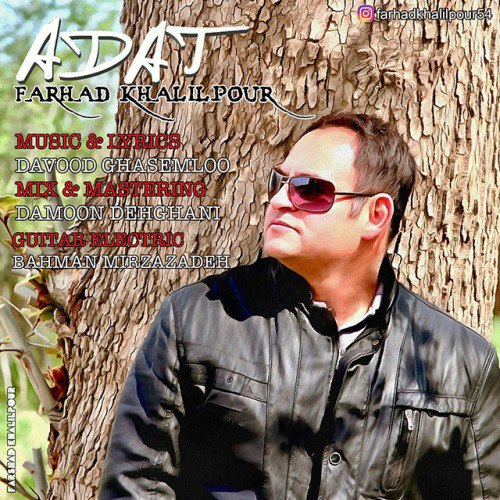 farhadkhalilpour54
ADAT
FARHAD KHALILPOUR
MUSIC & LYRICS
DAVOOD GHASEMLOO
MIX & MASTERING
DAMOON DEHGHANI
GUITAR ELECTRIC
BAHMAN MIRZAZADEH
FARHAD KHALILPOUR